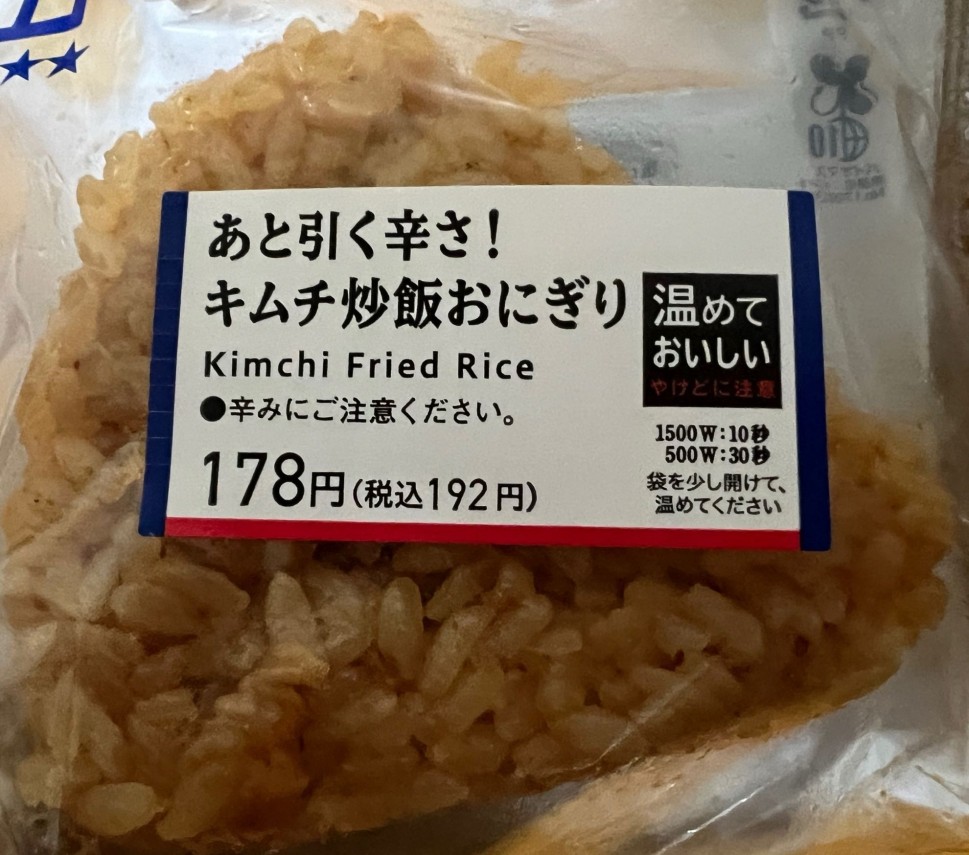 あと引く辛さ!
キムチ炒飯おにぎり
Kimchi Fried Rice
●辛みにご注意ください。
178円(税込192円)
温めて
おいしい
やけどに注意
1500W:10秒
500W:30秒
袋を少し開けて、
温めてください